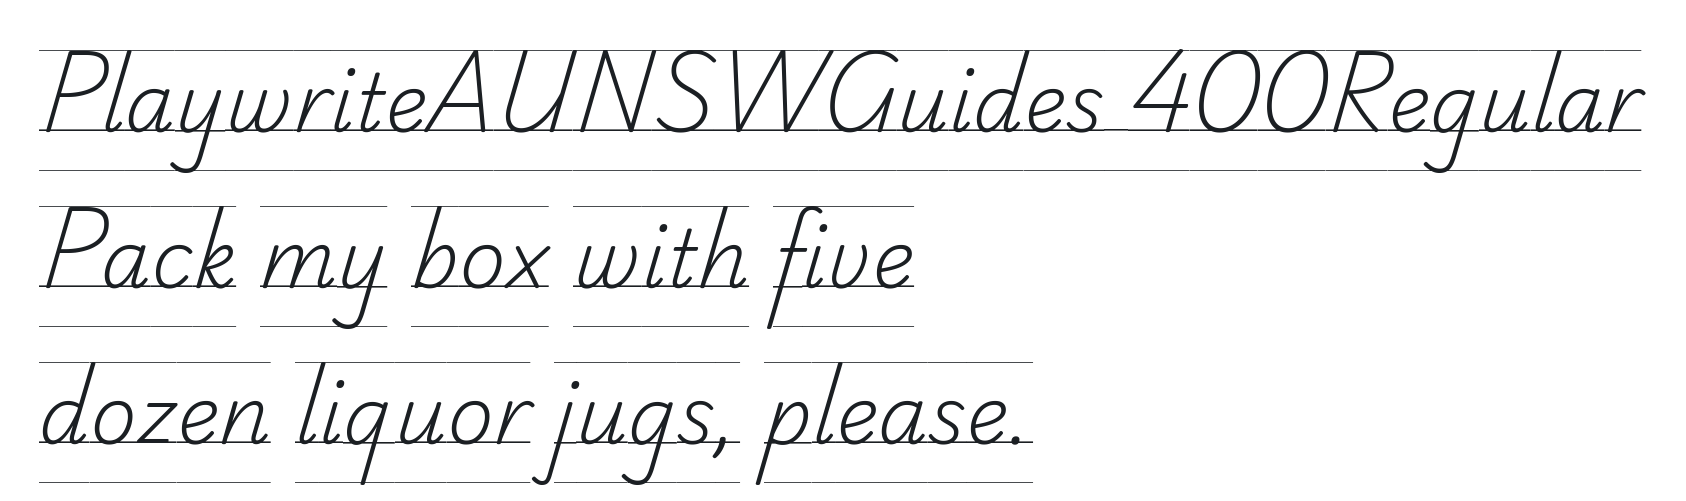 PlaywriteAUNSWGuides 400Regular
Pack my box with five
dozen liquor jugs, please.